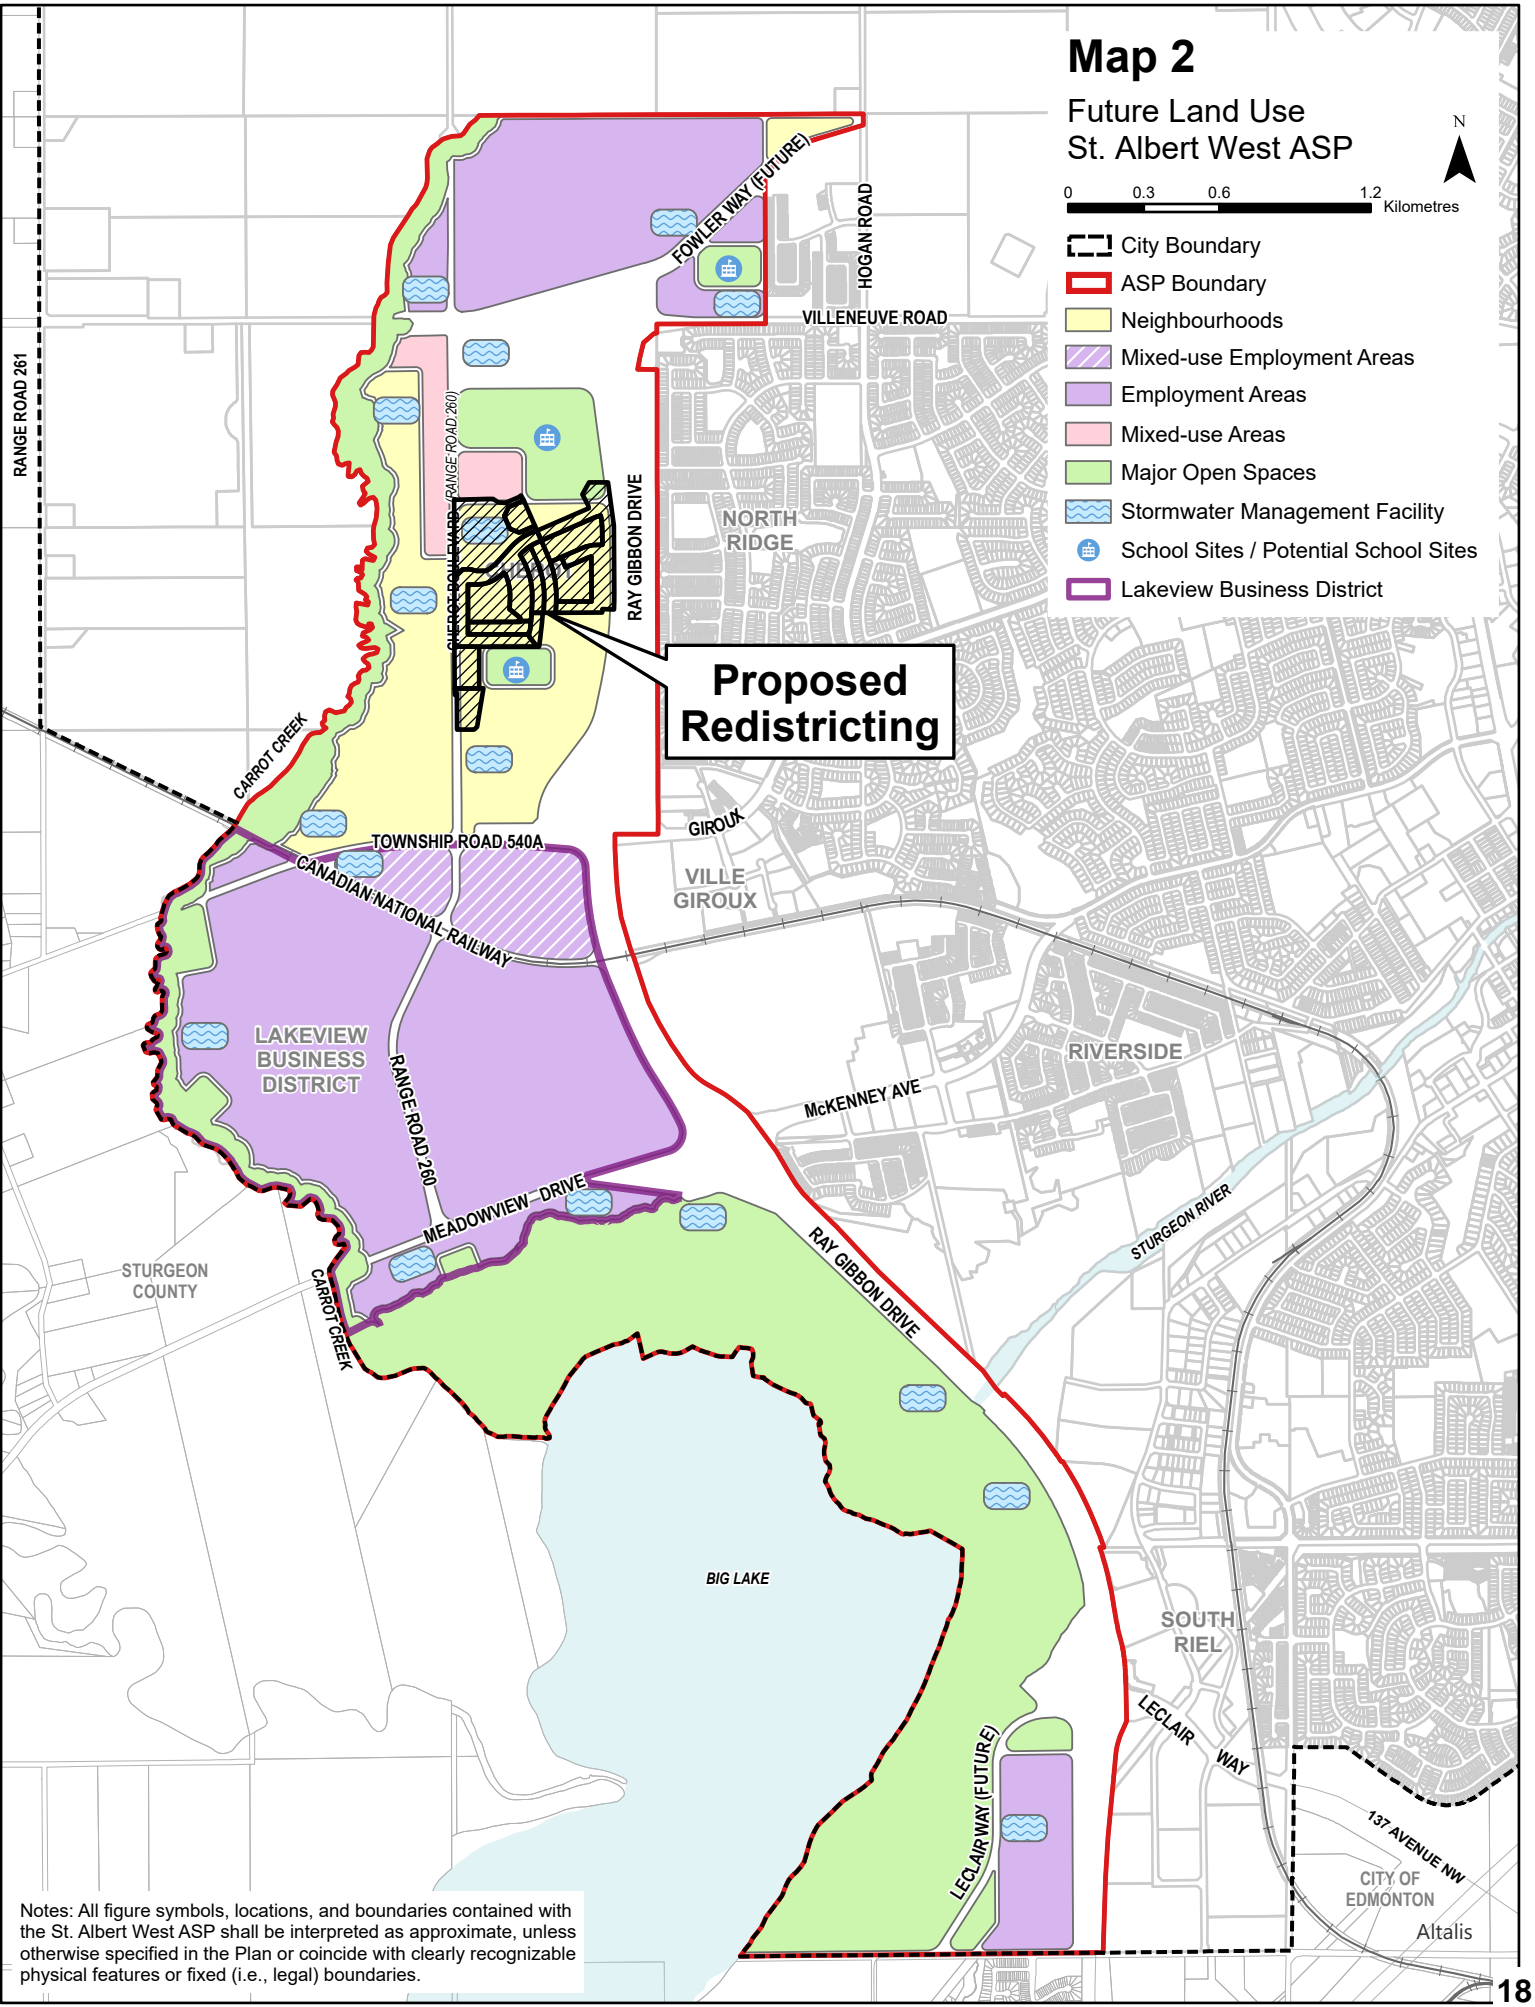 Map 2
Future Land Use
St. Albert West ASP
N
0 0.3 0.6 1.2
Kilometres
City Boundary
ASP Boundary
Neighbourhoods
Mixed-use Employment Areas
Employment Areas
Mixed-use Areas
Major Open Spaces
Stormwater Management Facility
School Sites / Potential School Sites
Lakeview Business District
FOWLER WAY (FUTURE)
HOGAN ROAD
VILLENEUVE ROAD
RANGE ROAD 261
CHEROT BOULEVARD (RANGE ROAD 260)
RAY GIBBON DRIVE
NORTH
RIDGE
CHEROT
Proposed
Redistricting
CARROT CREEK
TOWNSHIP ROAD 540A
GIROUX
CANADIAN NATIONAL RAILWAY
VILLE
GIROUX
LAKEVIEW
BUSINESS
DISTRICT
RANGE ROAD 260
RIVERSIDE
McKENNEY AVE
MEADOWVIEW DRIVE
STURGEON RIVER
STURGEON
COUNTY
CARROT CREEK
RAY GIBBON DRIVE
BIG LAKE
SOUTH
RIEL
LECLAIR WAY
LECLAIR WAY (FUTURE)
137 AVENUE NW
CITY OF
EDMONTON
Altalis
Notes: All figure symbols, locations, and boundaries contained with
the St. Albert West ASP shall be interpreted as approximate, unless
otherwise specified in the Plan or coincide with clearly recognizable
physical features or fixed (i.e., legal) boundaries.
18